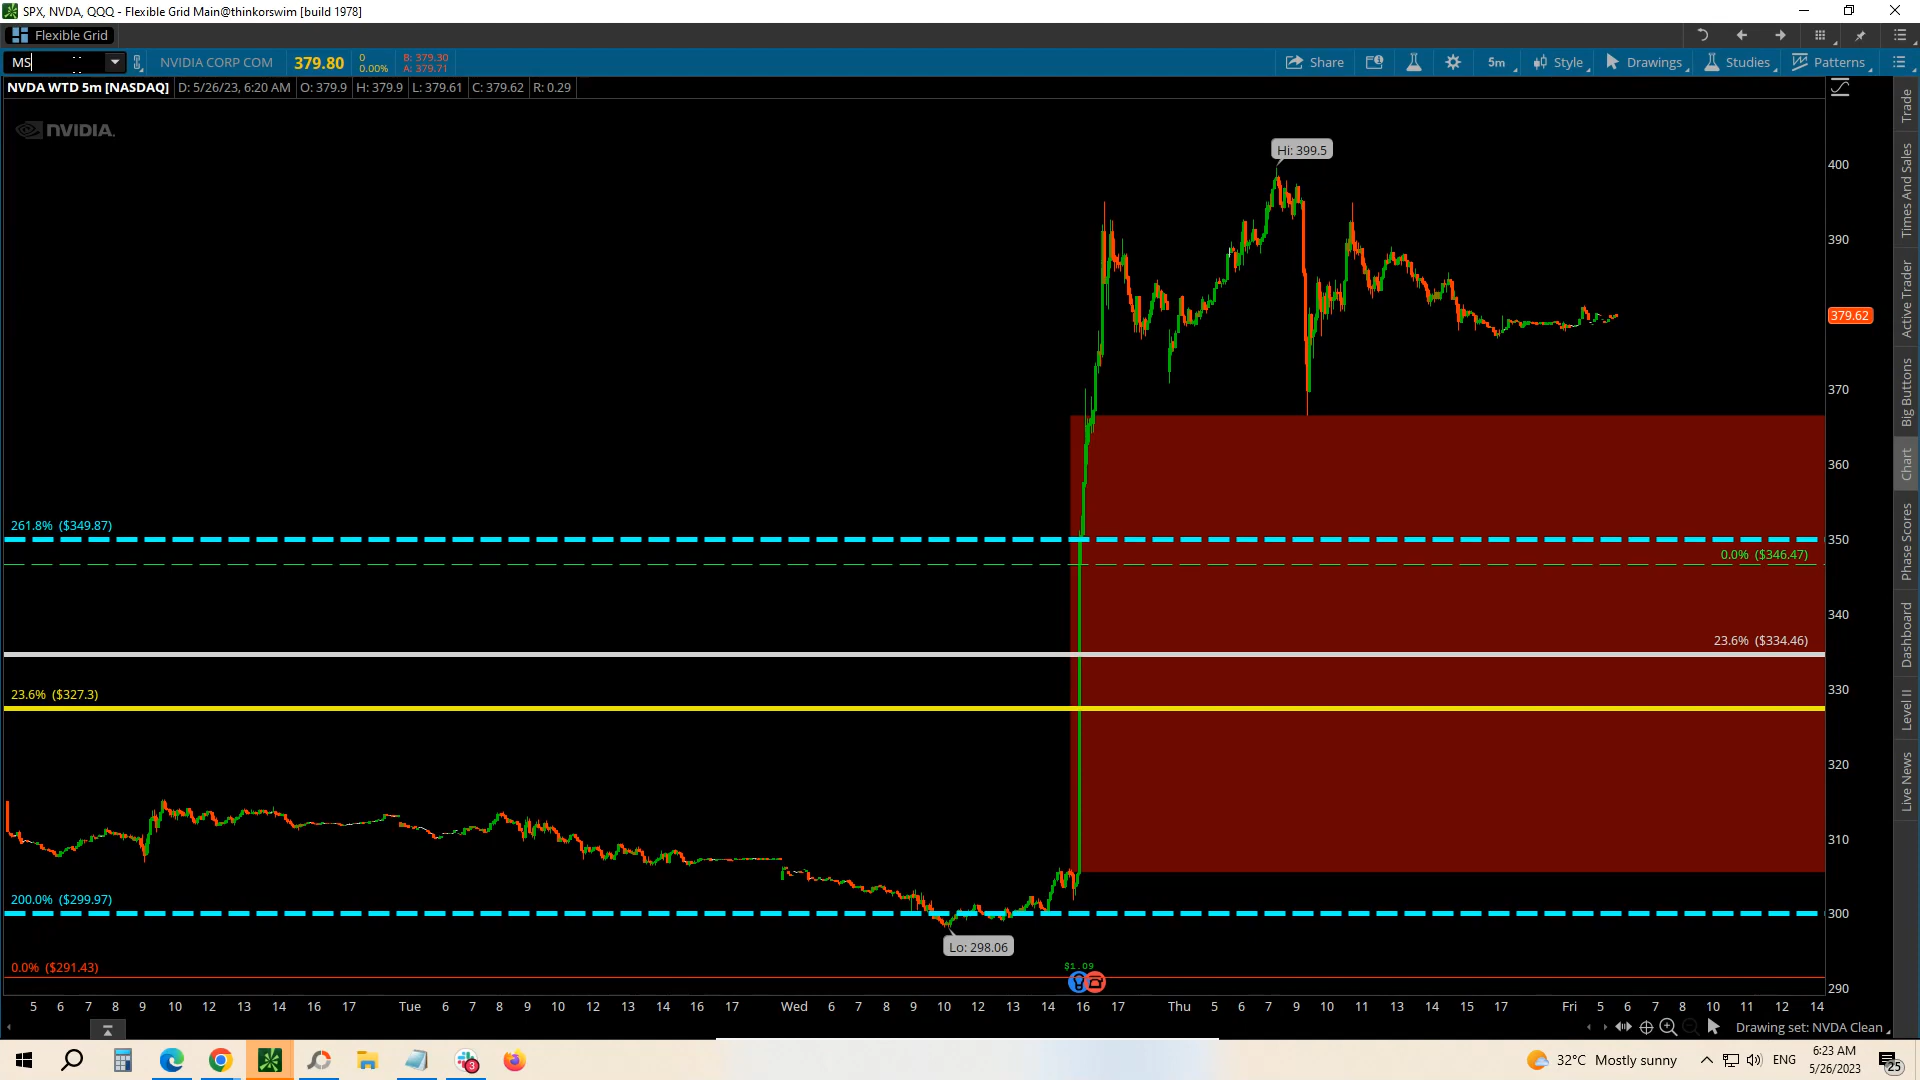 SPX, NVDA, QQQ - Flexible Grid Main@thinkorswim [build 1978]
Flexible Grid
MS NVIDIA CORP COM 379.80 0 0.00% B: 379.30 A: 379.71 Share 5m Style Drawings Studies Patterns
NVDA WTD 5m [NASDAQ] D: 5/26/23, 6:20 AM O: 379.9 H: 379.9 L: 379.61 C: 379.62 R: 0.29
NVIDIA.
Hi: 399.5
400
390
379.62
370
360
261.8% ($349.87)
350
0.0% ($346.47)
340
23.6% ($334.46)
23.6% ($327.3)
330
320
310
200.0% ($299.97)
300
Lo: 298.06
0.0% ($291.43)
$1.09
290
5 6 7 8 9 10 11 12 13 14 16 17 Tue 6 7 8 9 10 11 12 13 14 16 17 Wed 6 7 8 9 10 12 13 14 16 17 Thu 5 6 7 9 10 11 12 13 14 15 17 Fri 5 6 7 8 10 11 12 14
Drawing set: NVDA Clean
Trade
Times And Sales
Active Trader
Big Buttons
Chart
Phase Scores
Dashboard
Level II
Live News
3
32°C Mostly sunny
ENG
6:23 AM
5/26/2023
25